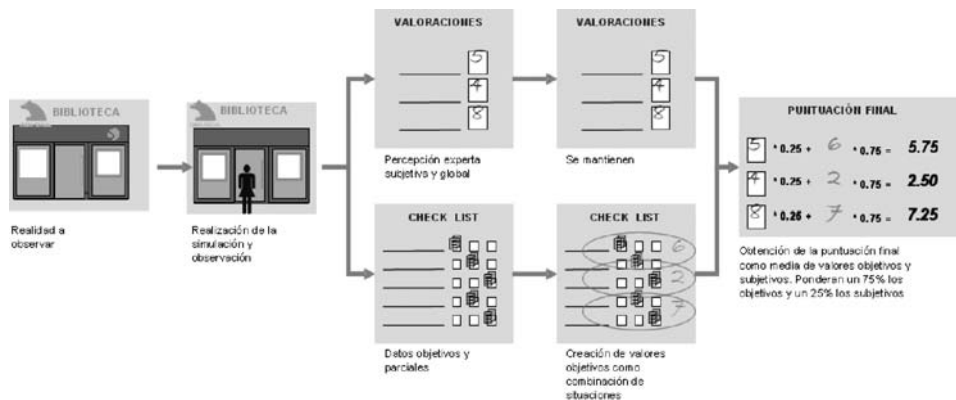 BIBLIOTECA
Realidad a
observar
BIBLIOTECA
Realización de la
simulación y
observación
VALORACIONES
5
4
8
Percepción experta
subjetiva y global
VALORACIONES
5
4
8
Se mantienen
CHECK LIST
Datos objetivos y
parciales
CHECK LIST
6
2
7
Creación de valores
objetivos como
combinación de
situaciones
PUNTUACIÓN FINAL
5 * 0.25 + 6 * 0.75 = 5.75
4 * 0.25 + 2 * 0.75 = 2.50
8 * 0.25 + 7 * 0.75 = 7.25
Obtención de la puntuación final
como media de valores objetivos y
subjetivos. Ponderan un 75% los
objetivos y un 25% los subjetivos